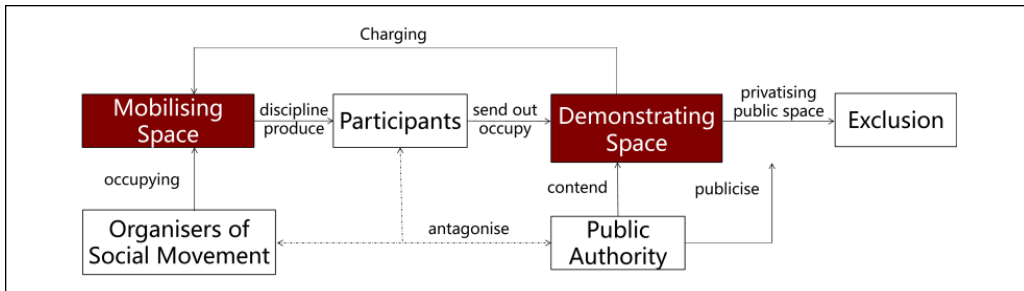 Charging
Mobilising
Space
discipline
produce
Participants
send out
occupy
Demonstrating
Space
privatising
public space
Exclusion
occupying
contend
publicise
Organisers of
Social Movement
antagonise
Public
Authority